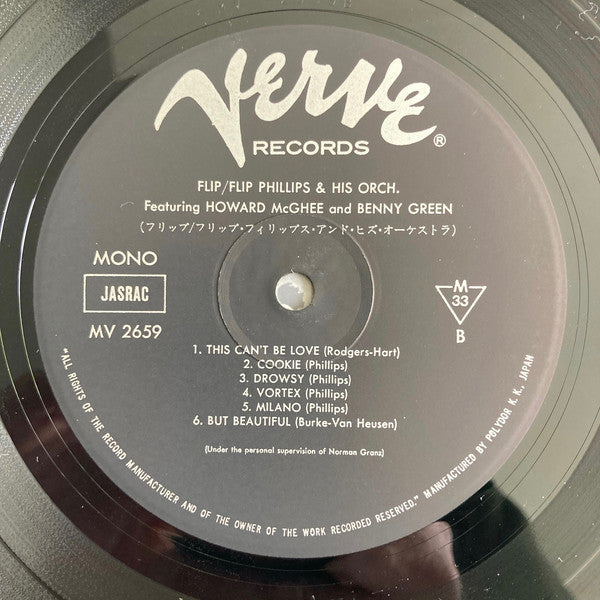 VERVE
RECORDS ®
FLIP/FLIP PHILLIPS & HIS ORCH.
Featuring HOWARD McGHEE and BENNY GREEN
(フリップ/フリップ・フィリップス・アンド・ヒズ・オーケストラ)
MONO
JASRAC
MV 2659
M
33
B
1. THIS CAN'T BE LOVE (Rodgers-Hart)
2. COOKIE (Phillips)
3. DROWSY (Phillips)
4. VORTEX (Phillips)
5. MILANO (Phillips)
6. BUT BEAUTIFUL (Burke-Van Heusen)
(Under the personal supervision of Norman Granz)
"ALL RIGHTS OF THE RECORD MANUFACTURER AND OF THE OWNER OF THE WORK RECORDED RESERVED." MANUFACTURED BY POLYDOR K.K., JAPAN